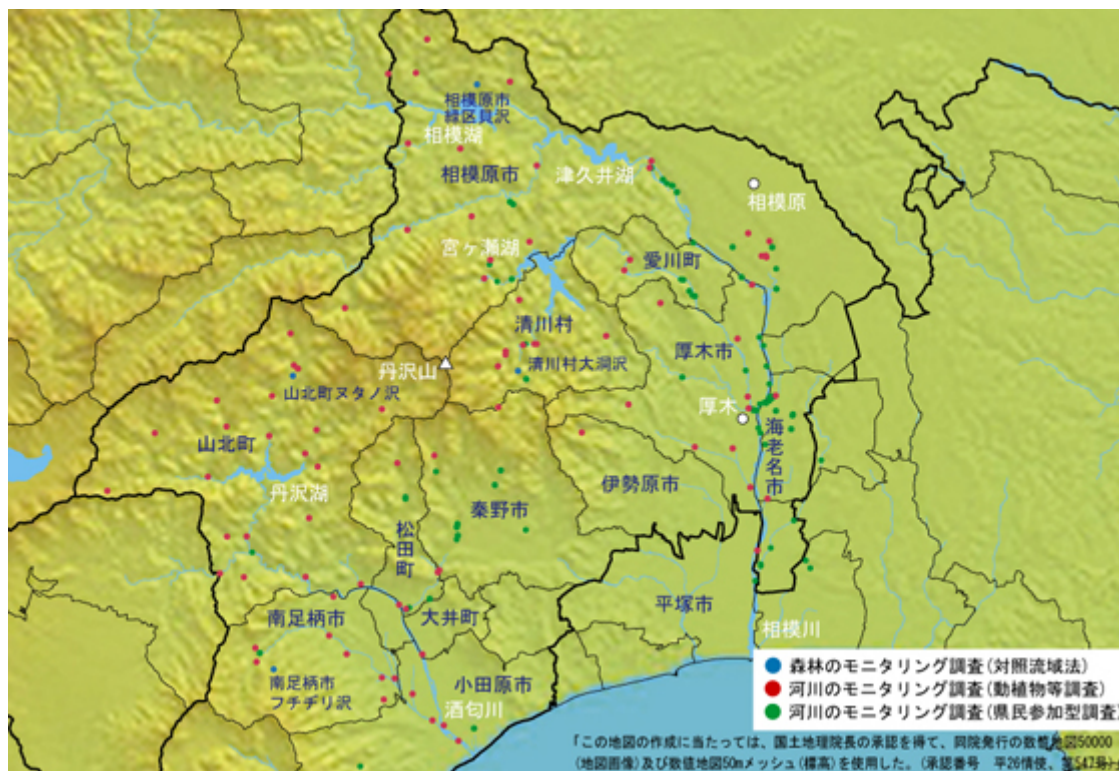 相模原市
緑区貝沢
相模湖
相模原市
津久井湖
相模原
宮ヶ瀬湖
愛川町
清川村
厚木市
丹沢山
清川村大洞沢
山北町ヌタノ沢
厚木
海老名市
山北町
丹沢湖
伊勢原市
秦野市
松田町
南足柄市
大井町
平塚市
相模川
南足柄市
フチヂリ沢
小田原市
酒匂川
森林のモニタリング調査(対照流域法)
河川のモニタリング調査(動植物等調査)
河川のモニタリング調査(県民参加型調査)
「この地図の作成に当たっては、国土地理院長の承認を得て、同院発行の数値地図50000
(地図画像)及び数値地図50mメッシュ(標高)を使用した。(承認番号 平26情使、第547号)